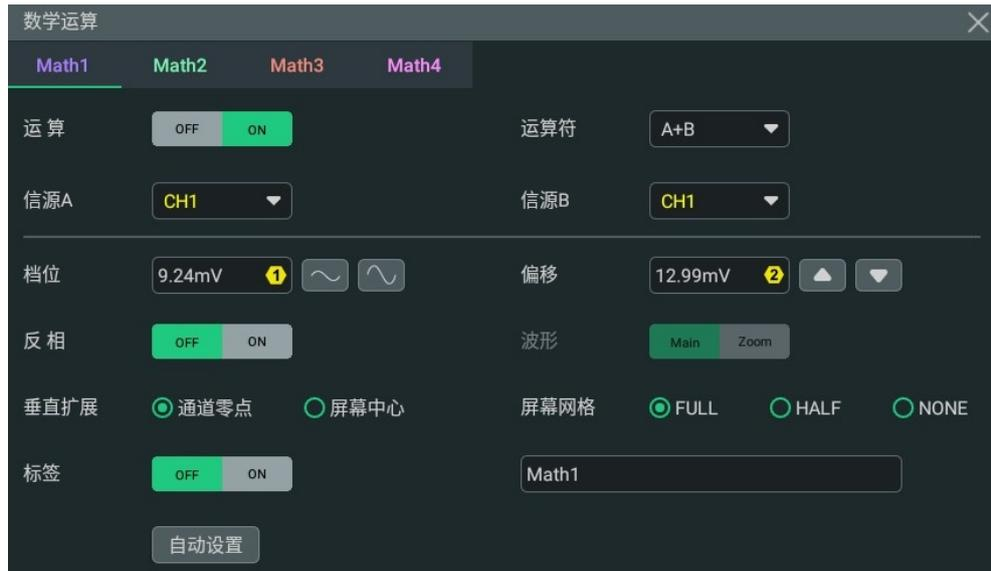 数学运算
Math1 Math2 Math3 Math4
运 算 OFF ON 运算符 A+B
信源A CH1 信源B CH1
档位 9.24mV 1 偏移 12.99mV 2
反 相 OFF ON 波形 Main Zoom
垂直扩展 通道零点 屏幕中心 屏幕网格 FULL HALF NONE
标签 OFF ON Math1
自动设置